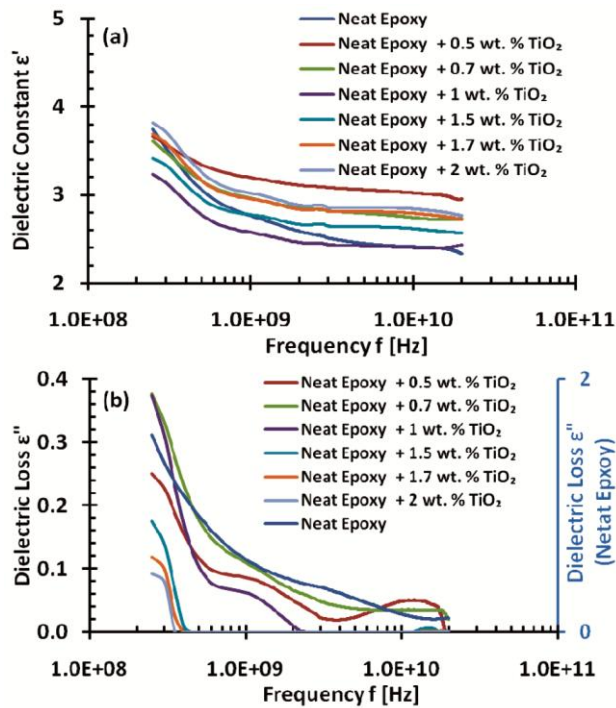 (a)
Neat Epoxy
Neat Epoxy + 0.5 wt. % TiO₂
Neat Epoxy + 0.7 wt. % TiO₂
Neat Epoxy + 1 wt. % TiO₂
Neat Epoxy + 1.5 wt. % TiO₂
Neat Epoxy + 1.7 wt. % TiO₂
Neat Epoxy + 2 wt. % TiO₂
Dielectric Constant ε'
5
4
3
2
1.0E+08 1.0E+09 1.0E+10 1.0E+11
Frequency f [Hz]
(b)
Neat Epoxy + 0.5 wt. % TiO₂
Neat Epoxy + 0.7 wt. % TiO₂
Neat Epoxy + 1 wt. % TiO₂
Neat Epoxy + 1.5 wt. % TiO₂
Neat Epoxy + 1.7 wt. % TiO₂
Neat Epoxy + 2 wt. % TiO₂
Neat Epoxy
Dielectric Loss ε"
0.4
0.3
0.2
0.1
0.0
2
0
Dielectric Loss ε"
(Netat Epxoy)
1.0E+08 1.0E+09 1.0E+10 1.0E+11
Frequency f [Hz]